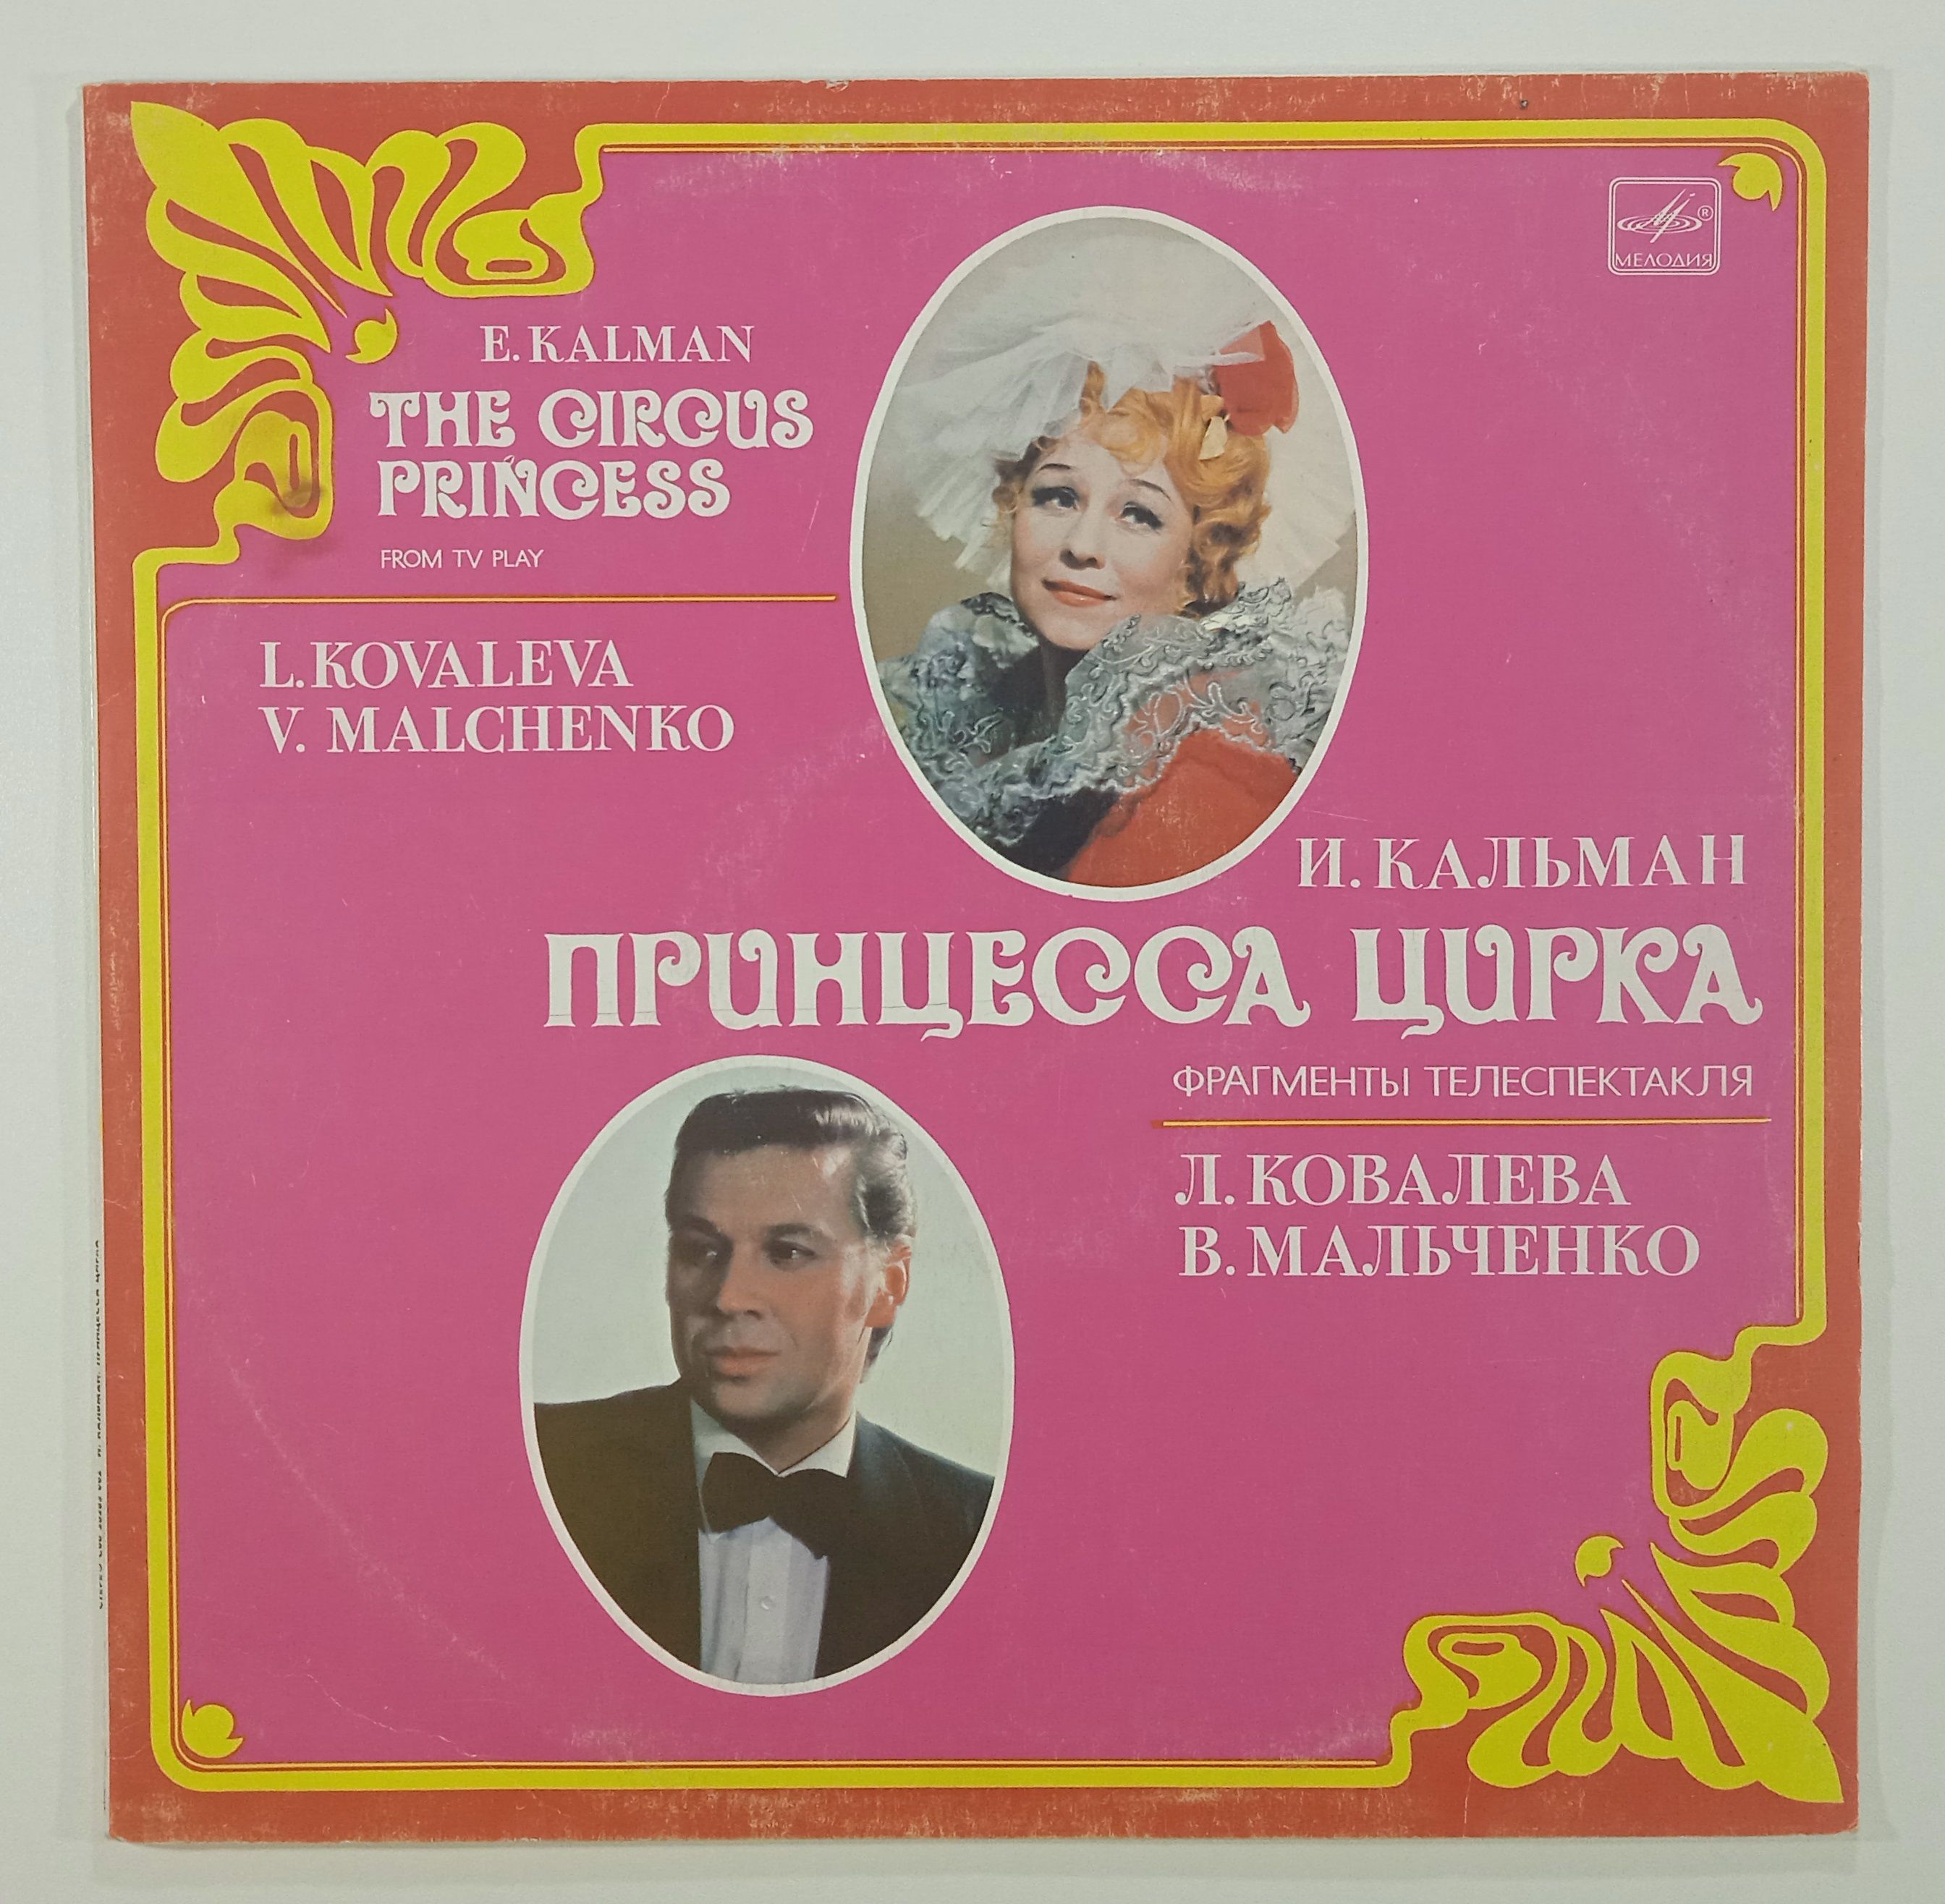 МЕЛОДИЯ
E. KALMAN
THE CIRCUS
PRINCESS
FROM TV PLAY
L. KOVALEVA
V. MALCHENKO
И. КАЛЬМАН
ПРИНЦЕССА ЦИРКА
ФРАГМЕНТЫ ТЕЛЕСПЕКТАКЛЯ
Л. КОВАЛЕВА
В. МАЛЬЧЕНКО